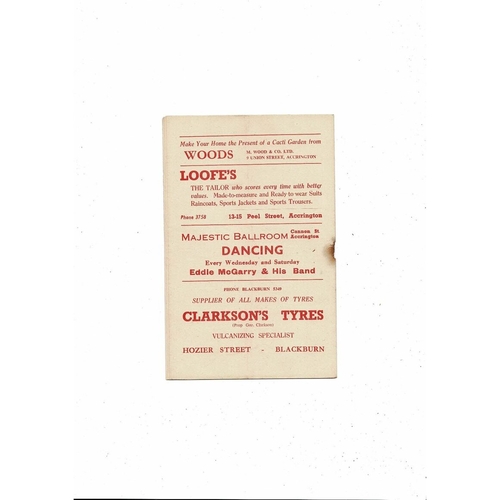 Make Your Home the Present of a Cacti Garden from
WOODS M. WOOD & CO. LTD.
9 UNION STREET, ACCRINGTON
LOOFE'S
THE TAILOR who scores every time with better
values. Made-to-measure and Ready to wear Suits
Raincoats, Sports Jackets and Sports Trousers.
Phone 3758 13-15 Peel Street, Accrington
MAJESTIC BALLROOM Cannon St.
Accrington
DANCING
Every Wednesday and Saturday
Eddie McGarry & His Band
PHONE BLACKBURN
SUPPLIER OF ALL MAKES OF TYRES
CLARKSON'S TYRES
(Prop Geo. Clarkson)
VULCANIZING SPECIALIST
HOZIER STREET - BLACKBURN